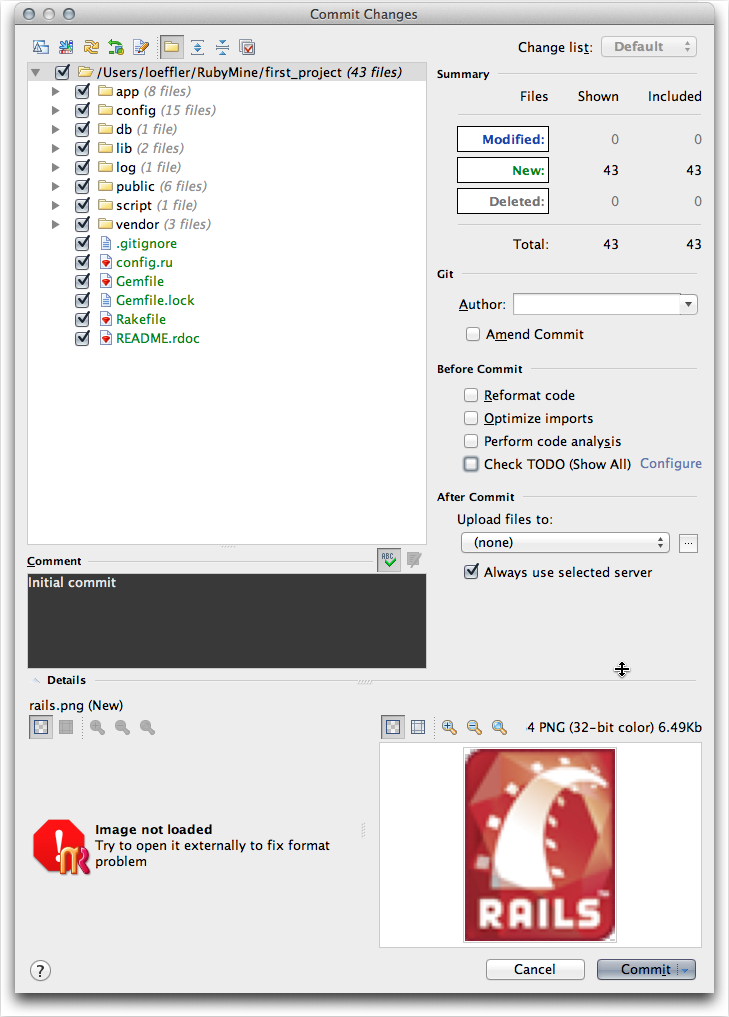 Commit Changes
Change list: Default
/Users/loeffler/RubyMine/first_project (43 files)
app (8 files)
config (15 files)
db (1 file)
lib (2 files)
log (1 file)
public (6 files)
script (1 file)
vendor (3 files)
.gitignore
config.ru
Gemfile
Gemfile.lock
Rakefile
README.rdoc
Summary
Files Shown Included
Modified: 0 0
New: 43 43
Deleted: 0 0
Total: 43 43
Git
Author:
Amend Commit
Before Commit
Reformat code
Optimize imports
Perform code analysis
Check TODO (Show All) Configure
After Commit
Upload files to:
(none)
...
Always use selected server
Comment
ABC
Initial commit
Details
rails.png (New)
4 PNG (32-bit color) 6.49Kb
Image not loaded
Try to open it externally to fix format
problem
RAILS™
?
Cancel
Commit